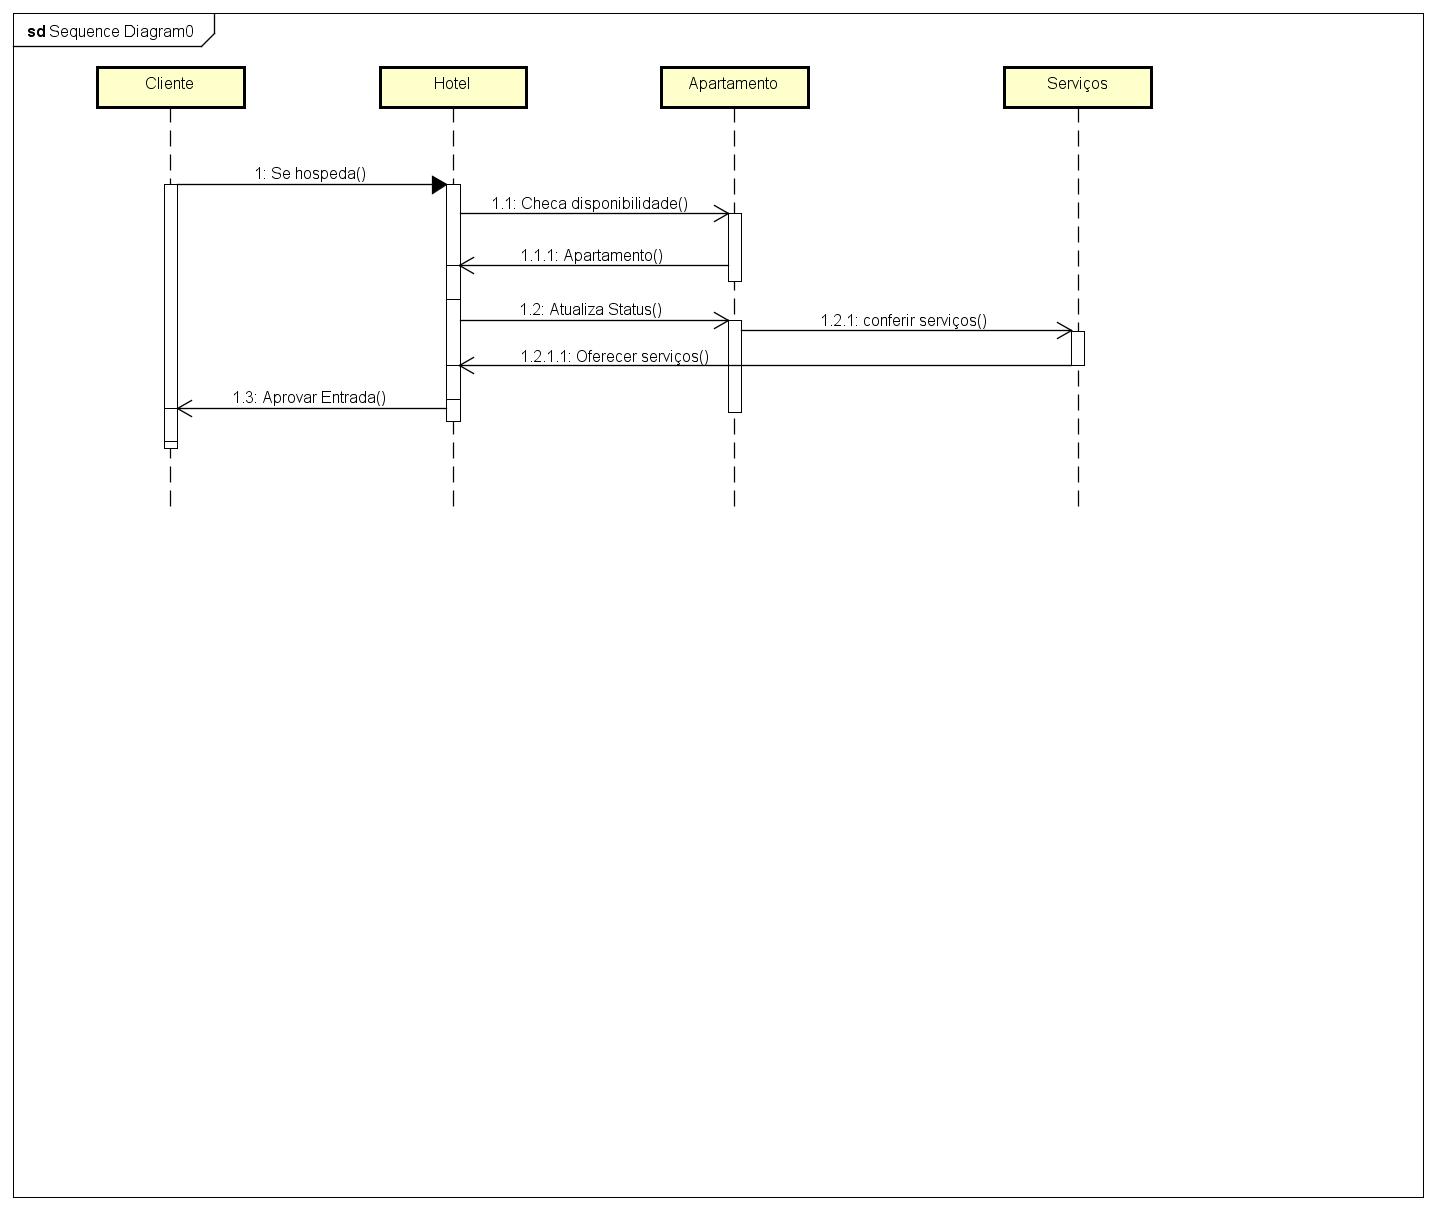 sd Sequence Diagram0
Cliente
Hotel
Apartamento
Serviços
1: Se hospeda()
1.1: Checa disponibilidade()
1.1.1: Apartamento()
1.2: Atualiza Status()
1.2.1: conferir serviços()
1.2.1.1: Oferecer serviços()
1.3: Aprovar Entrada()